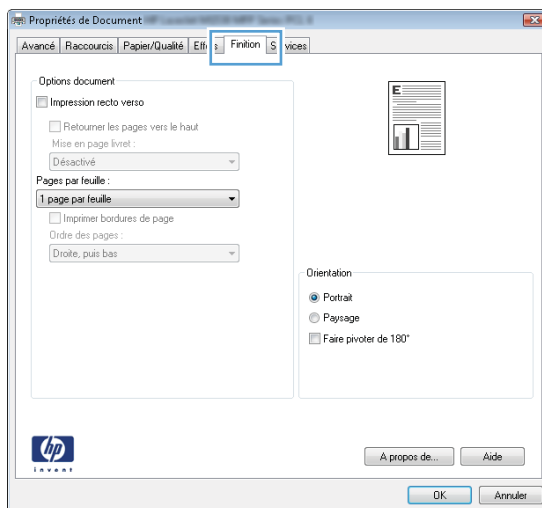 Propriétés de Document
Avancé Raccourcis Papier/Qualité Finition
Options document
Impression recto verso
Retourner les pages vers le haut
Mise en page livret :
Désactivé
Pages par feuille :
1 page par feuille
Imprimer bordures de page
Ordre des pages :
Droite, puis bas
E
Orientation
Portrait
Paysage
Faire pivoter de 180°
hp
invent
A propos de... Aide
OK Annuler